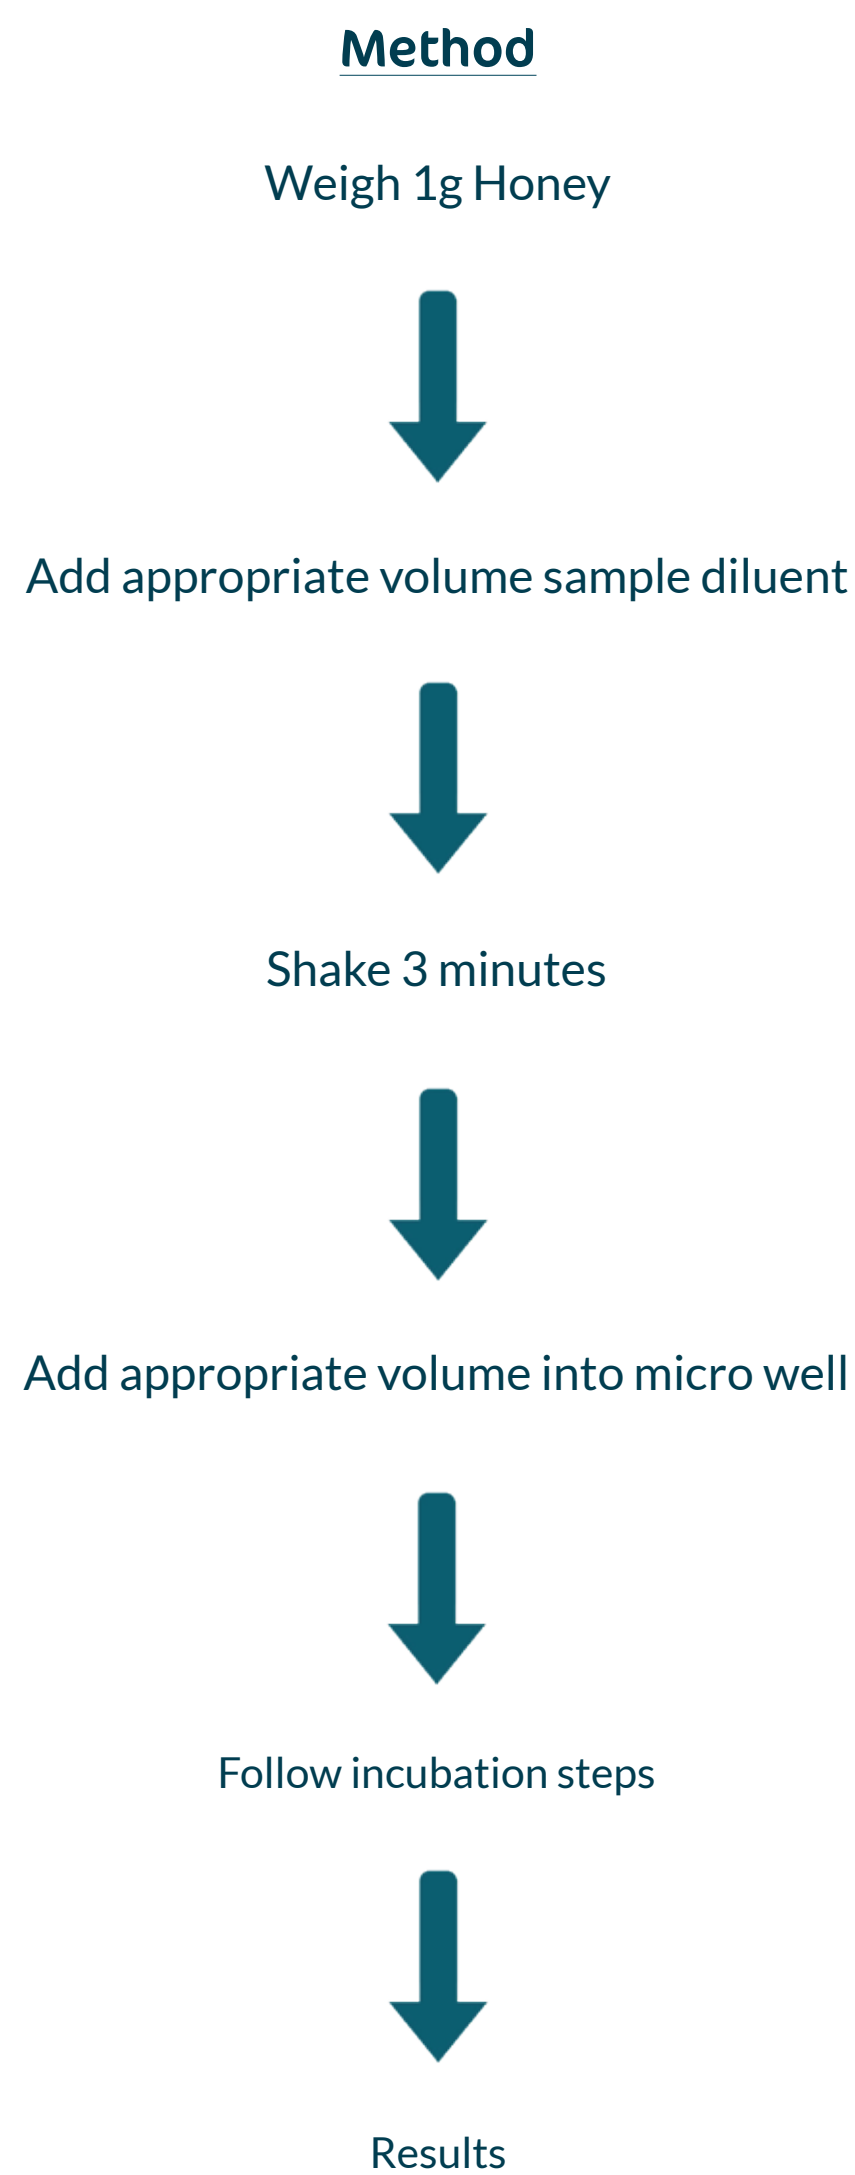 Method
Weigh 1g Honey
Add appropriate volume sample diluent
Shake 3 minutes
Add appropriate volume into micro well
Follow incubation steps
Results